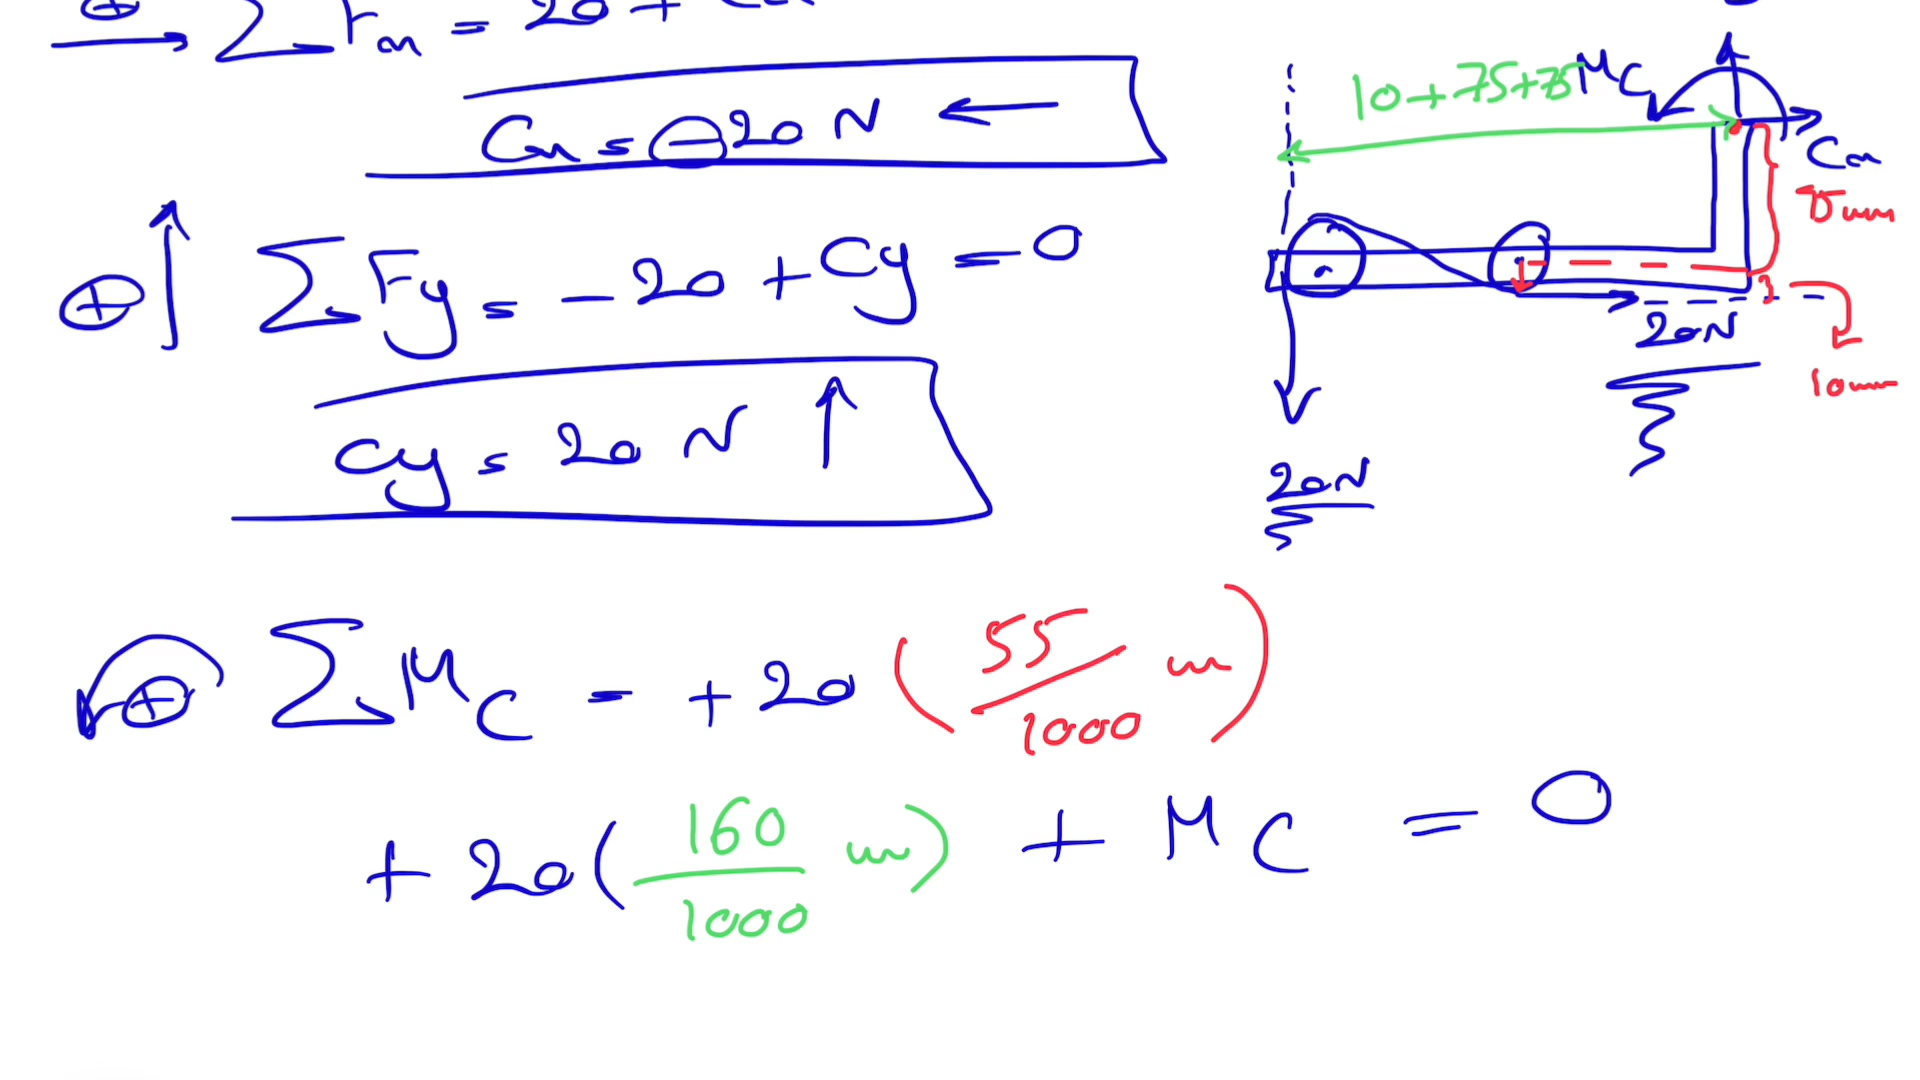 ⊕→ ΣFx = 20 + Cx
Cx = ⊖20 N ←
⊕↑ ΣFy = -20 + Cy = 0
Cy = 20 N ↑
⊕ ΣMC = +20 (55/1000 m)
+ 20 (160/1000 m) + MC = 0
10+75+75
MC
Cx
20N
10mm
20N